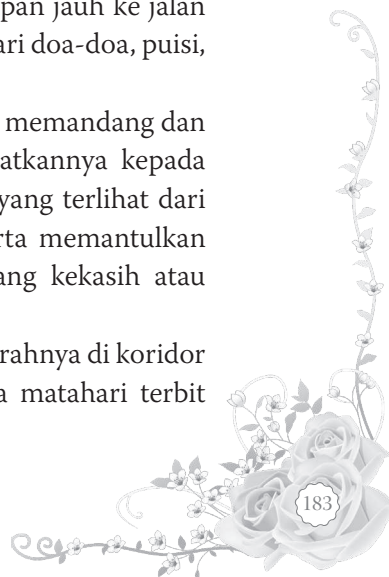 pan jauh ke jalan
ari doa-doa, puisi,
memandang dan
atkannya kepada
yang terlihat dari
rta memantulkan
ang kekasih atau
rahnya di koridor
a matahari terbit
183